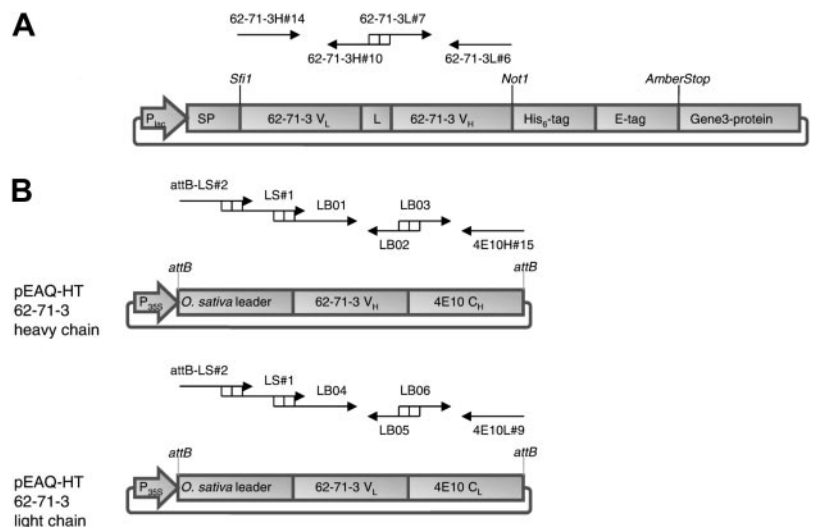 A
62-71-3H#14 62-71-3L#7
62-71-3H#10 62-71-3L#6
Sfi1 Not1 AmberStop
Plac SP 62-71-3 VL L 62-71-3 VH His6-tag E-tag Gene3-protein
B
attB-LS#2
LS#1
LB01 LB03
LB02 4E10H#15
attB attB
pEAQ-HT
62-71-3
heavy chain
P35S O. sativa leader 62-71-3 VH 4E10 CH
attB-LS#2
LS#1
LB04 LB06
LB05 4E10L#9
attB attB
pEAQ-HT
62-71-3
light chain
P35S O. sativa leader 62-71-3 VL 4E10 CL